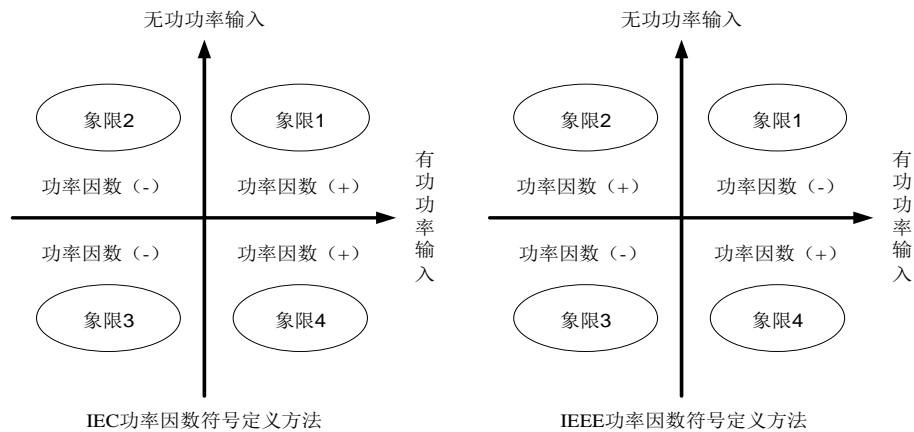 无功功率输入
象限2
象限1
功率因数（-）
功率因数（+）
有功功率输入
功率因数（-）
功率因数（+）
象限3
象限4
IEC功率因数符号定义方法
无功功率输入
象限2
象限1
功率因数（+）
功率因数（-）
有功功率输入
功率因数（-）
功率因数（+）
象限3
象限4
IEEE功率因数符号定义方法